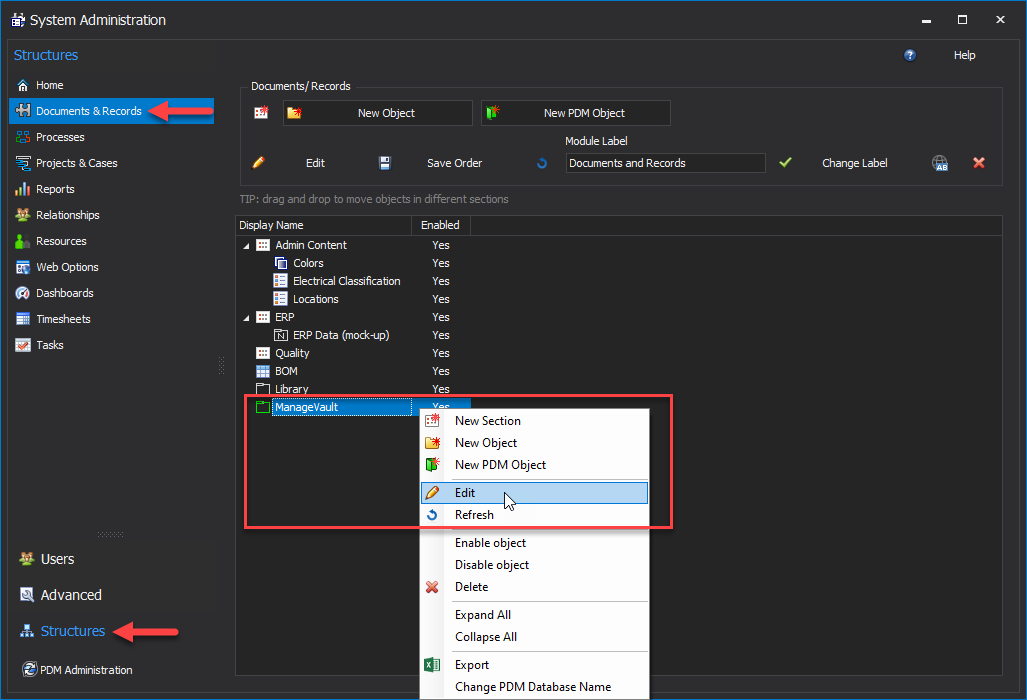 System Administration
Structures
Help
Home
Documents & Records
Processes
Projects & Cases
Reports
Relationships
Resources
Web Options
Dashboards
Timesheets
Tasks
Users
Advanced
Structures
PDM Administration
Documents/ Records
New Object
New PDM Object
Module Label
Edit
Save Order
Documents and Records
Change Label
AB
TIP: drag and drop to move objects in different sections
Display Name Enabled
Admin Content Yes
Colors Yes
Electrical Classification Yes
Locations Yes
ERP Yes
ERP Data (mock-up) Yes
Quality Yes
BOM Yes
Library Yes
ManageVault Yes
New Section
New Object
New PDM Object
Edit
Refresh
Enable object
Disable object
Delete
Expand All
Collapse All
Export
Change PDM Database Name